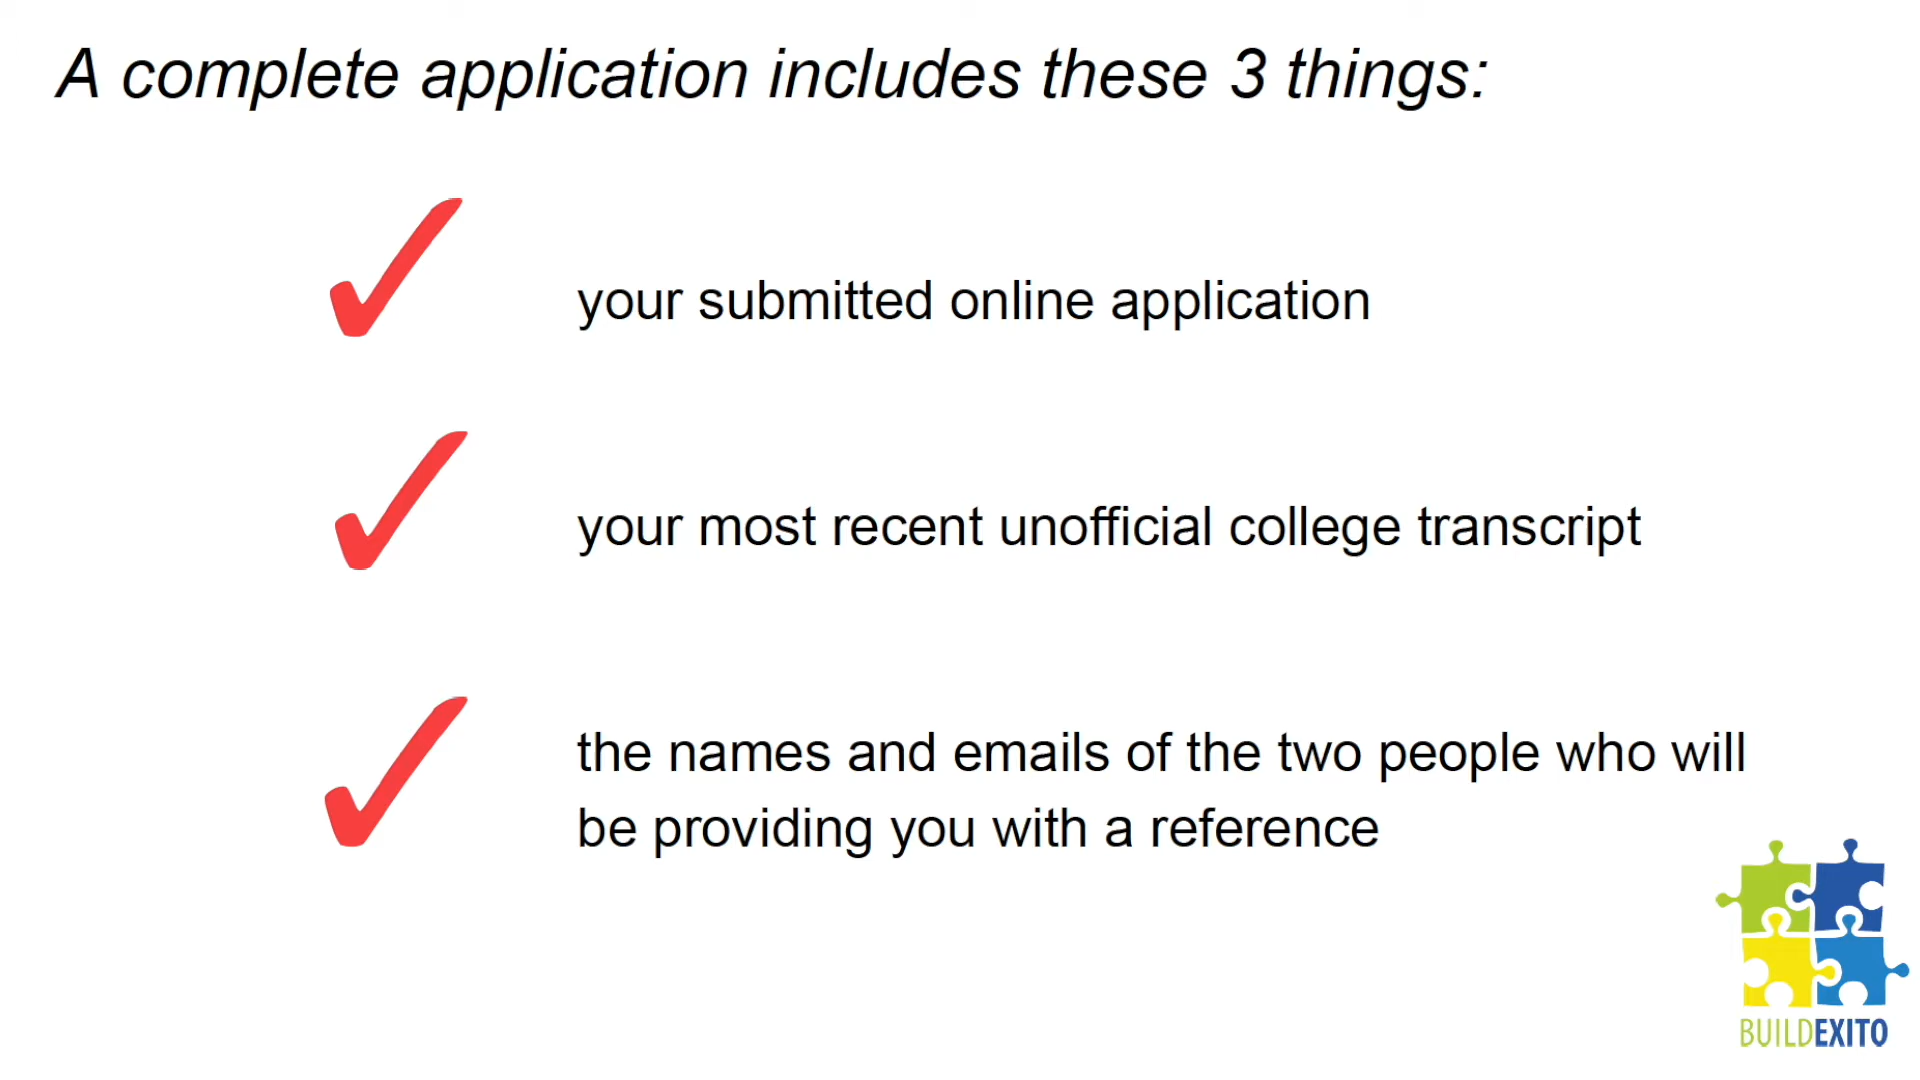 A complete application includes these 3 things:
your submitted online application
your most recent unofficial college transcript
the names and emails of the two people who will
be providing you with a reference
BUILDEXITO